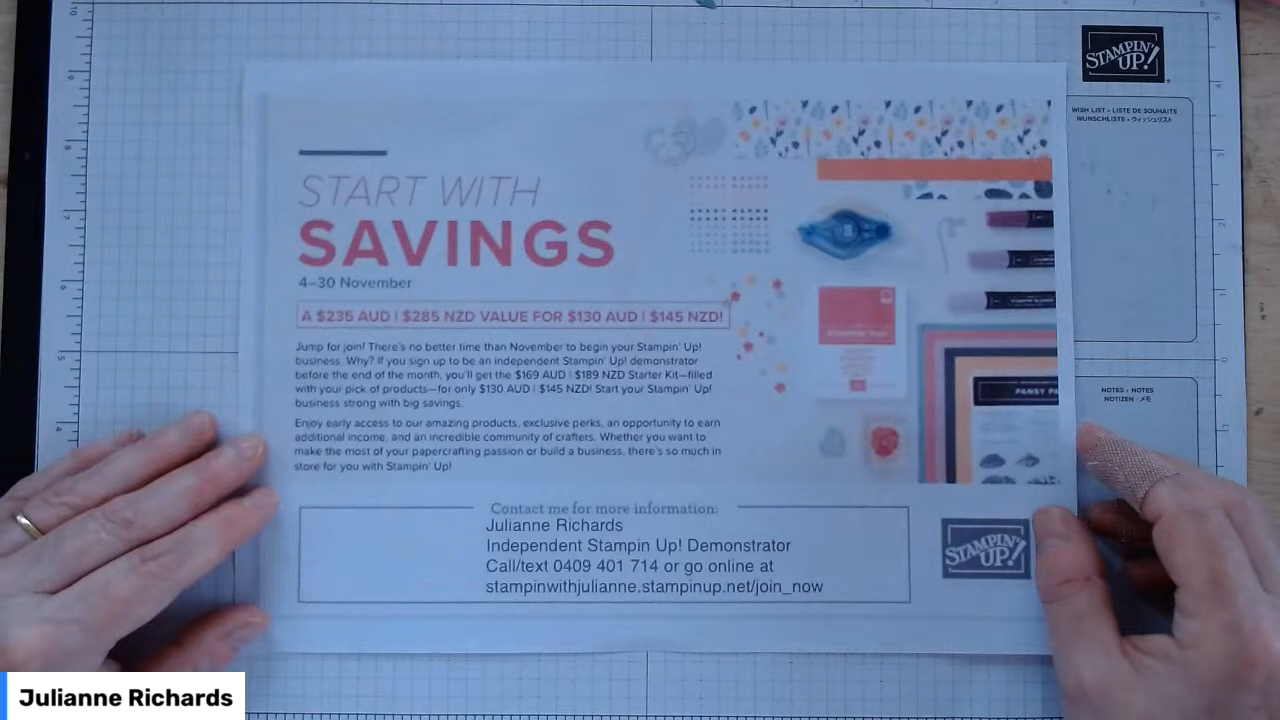 STAMPIN' UP!
WISH LIST • LISTE DE SOUHAITS
WUNSCHLISTE • ウィッシュリスト
START WITH
SAVINGS
4–30 November
A $235 AUD | $285 NZD VALUE FOR $130 AUD | $145 NZD!
Jump for join! There's no better time than November to begin your Stampin' Up!
business. Why? If you sign up to be an independent Stampin' Up! demonstrator
before the end of the month, you'll get the $169 AUD | $189 NZD Starter Kit—filled
with your pick of products—for only $130 AUD | $145 NZD! Start your Stampin' Up!
business strong with big savings.
Enjoy early access to our amazing products, exclusive perks, an opportunity to earn
additional income, and an incredible community of crafters. Whether you want to
make the most of your papercrafting passion or build a business, there's so much in
store for you with Stampin' Up!
PANSY
NOTES • NOTES
NOTIZEN • メモ
Contact me for more information:
Julianne Richards
Independent Stampin Up! Demonstrator
Call/text 0409 401 714 or go online at
stampinwithjulianne.stampinup.net/join_now
STAMPIN' UP!
Julianne Richards